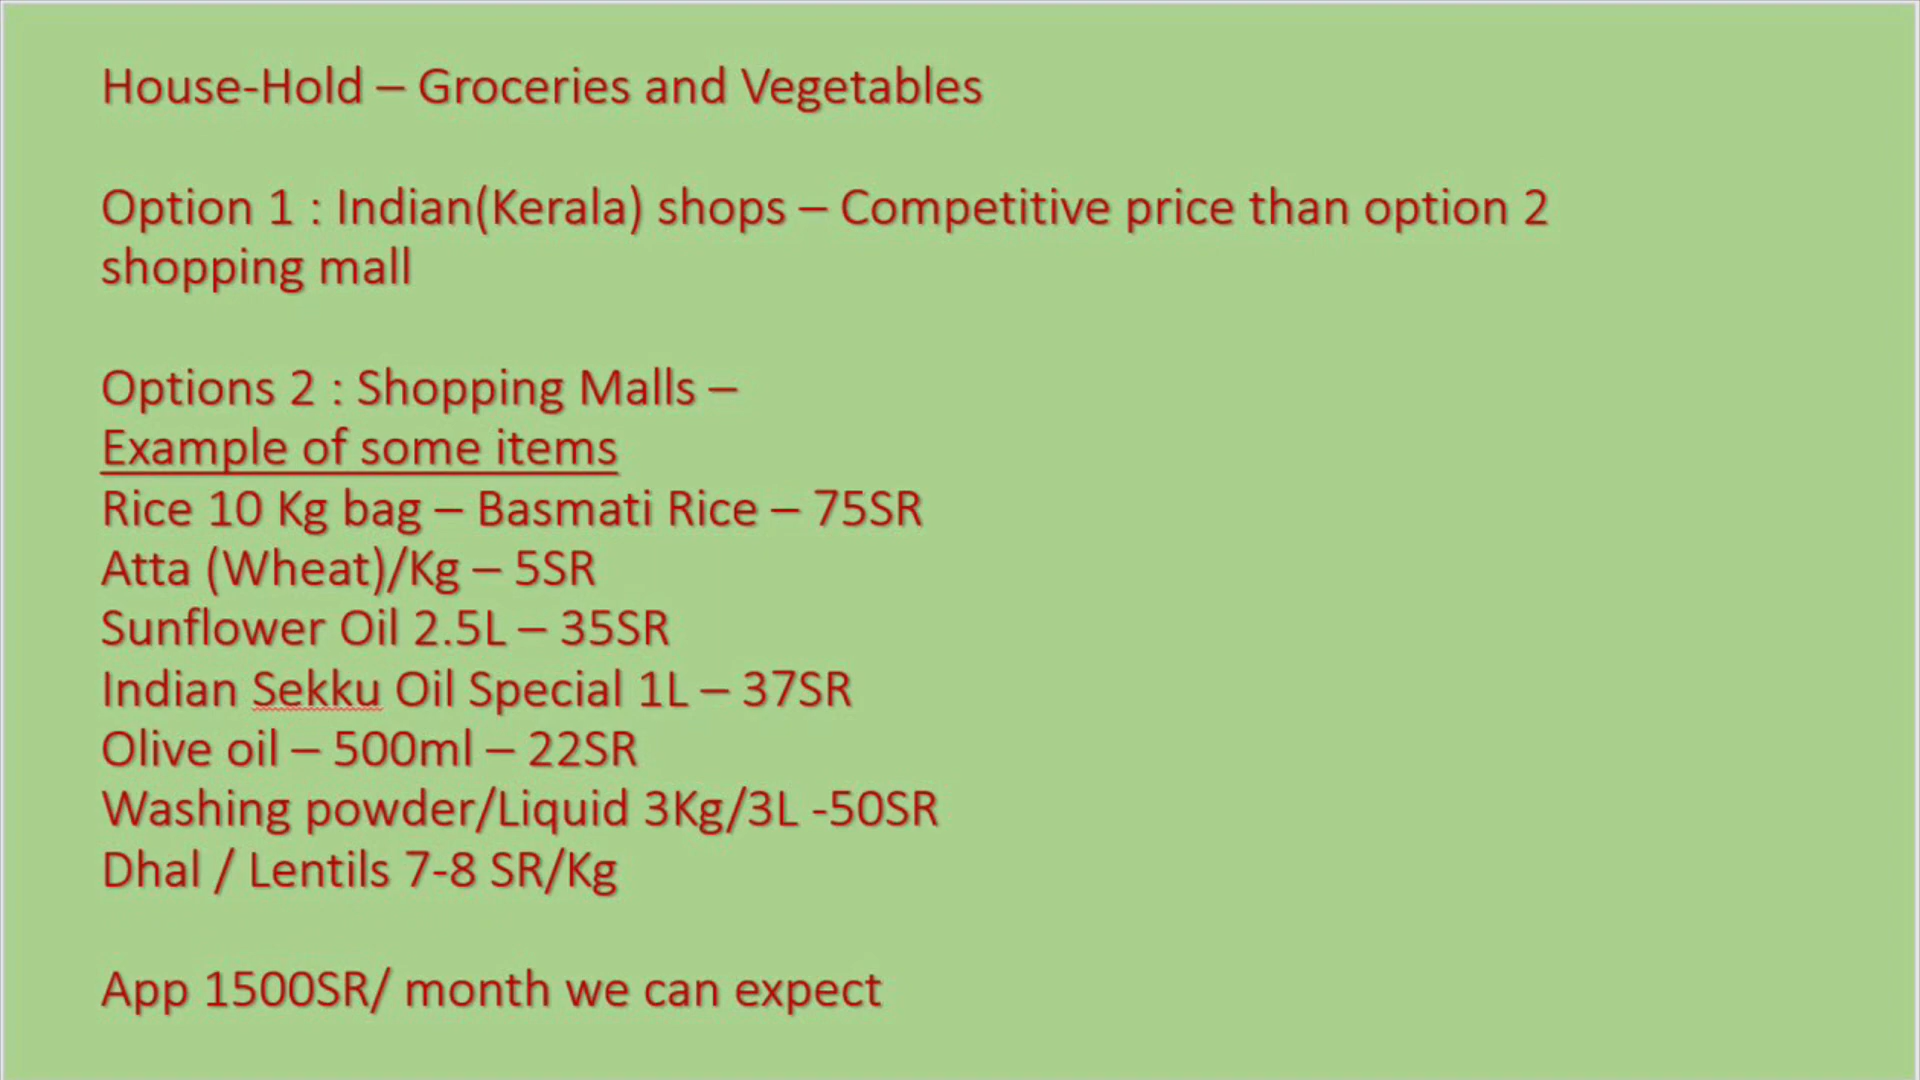 House-Hold – Groceries and Vegetables
Option 1 : Indian(Kerala) shops – Competitive price than option 2
shopping mall
Options 2 : Shopping Malls –
Example of some items
Rice 10 Kg bag – Basmati Rice – 75SR
Atta (Wheat)/Kg – 5SR
Sunflower Oil 2.5L – 35SR
Indian Sekku Oil Special 1L – 37SR
Olive oil – 500ml – 22SR
Washing powder/Liquid 3Kg/3L -50SR
Dhal / Lentils 7-8 SR/Kg
App 1500SR/ month we can expect